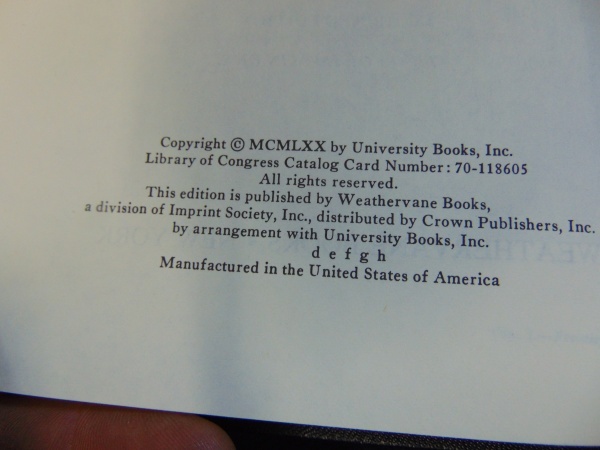 Copyright © MCMLXX by University Books, Inc.
Library of Congress Catalog Card Number: 70-118605
All rights reserved.
This edition is published by Weathervane Books,
a division of Imprint Society, Inc., distributed by Crown Publishers, Inc.
by arrangement with University Books, Inc.
d e f g h
Manufactured in the United States of America